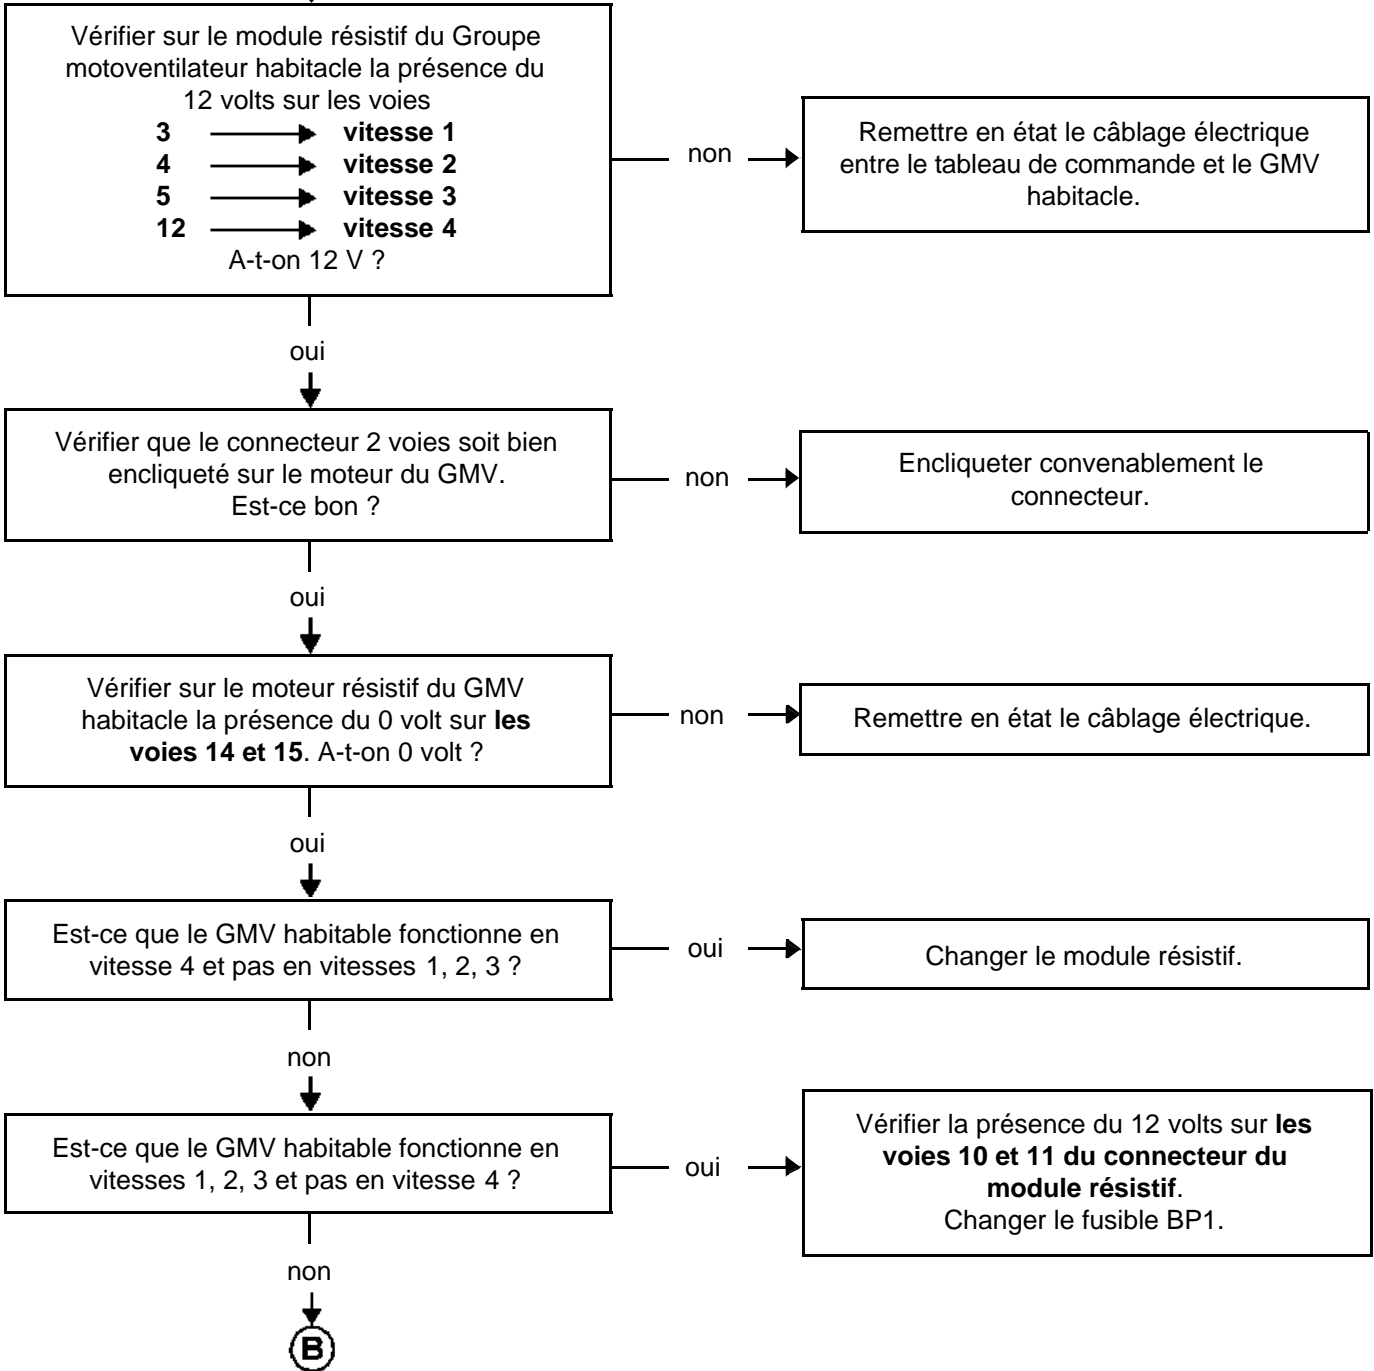 Vérifier sur le module résistif du Groupe
motoventilateur habitacle la présence du
12 volts sur les voies
3 vitesse 1
4 vitesse 2
5 vitesse 3
12 vitesse 4
A-t-on 12 V ?
non
Remettre en état le câblage électrique
entre le tableau de commande et le GMV
habitacle.
oui
Vérifier que le connecteur 2 voies soit bien
encliqueté sur le moteur du GMV.
Est-ce bon ?
non
Encliqueter convenablement le
connecteur.
oui
Vérifier sur le moteur résistif du GMV
habitacle la présence du 0 volt sur les
voies 14 et 15. A-t-on 0 volt ?
non
Remettre en état le câblage électrique.
oui
Est-ce que le GMV habitable fonctionne en
vitesse 4 et pas en vitesses 1, 2, 3 ?
oui
Changer le module résistif.
non
Est-ce que le GMV habitable fonctionne en
vitesses 1, 2, 3 et pas en vitesse 4 ?
oui
Vérifier la présence du 12 volts sur les
voies 10 et 11 du connecteur du
module résistif.
Changer le fusible BP1.
non
B